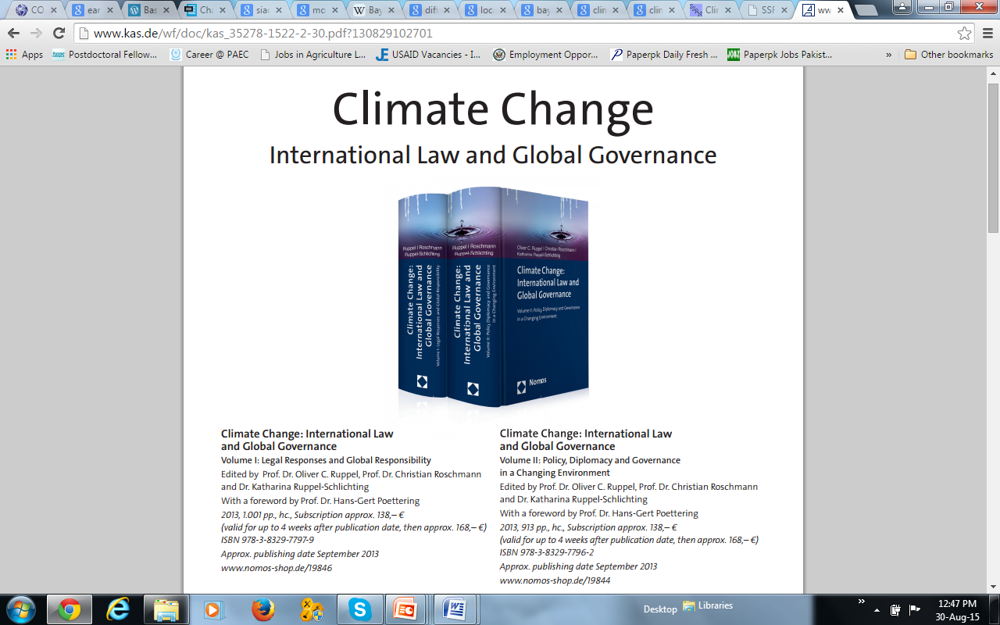 CO
ear
Bas
Cha
siac
mo
Bay
diff
loca
bay
clin
clin
Clir
SSR
ww
www.kas.de/wf/doc/kas_35278-1522-2-30.pdf?130829102701
Apps
Postdoctoral Fellow...
Career @ PAEC
Jobs in Agriculture L...
USAID Vacancies - I...
Employment Oppor...
Paperpk Daily Fresh ...
Paperpk Jobs Pakist...
»
Other bookmarks
Climate Change
International Law and Global Governance
Ruppel | Roschmann
Ruppel-Schlichting
Climate Change:
International Law and
Global Governance
Volume I: Legal Responses and Global Responsibility
Ruppel | Roschmann
Ruppel-Schlichting
Climate Change:
International Law and
Global Governance
Volume II: Policy, Diplomacy and Governance
in a Changing Environment
Oliver C. Ruppel | Christian Roschmann |
Katharina Ruppel-Schlichting
Climate Change:
International Law and
Global Governance
Volume II: Policy, Diplomacy and Governance
in a Changing Environment
Nomos
Climate Change: International Law
and Global Governance
Volume I: Legal Responses and Global Responsibility
Edited by Prof. Dr. Oliver C. Ruppel, Prof. Dr. Christian Roschmann
and Dr. Katharina Ruppel-Schlichting
With a foreword by Prof. Dr. Hans-Gert Poettering
2013, 1.001 pp., hc., Subscription approx. 138,– €
(valid for up to 4 weeks after publication date, then approx. 168,– €)
ISBN 978-3-8329-7797-9
Approx. publishing date September 2013
www.nomos-shop.de/19846
Climate Change: International Law
and Global Governance
Volume II: Policy, Diplomacy and Governance
in a Changing Environment
Edited by Prof. Dr. Oliver C. Ruppel, Prof. Dr. Christian Roschmann
and Dr. Katharina Ruppel-Schlichting
With a foreword by Prof. Dr. Hans-Gert Poettering
2013, 913 pp., hc., Subscription approx. 138,– €
(valid for up to 4 weeks after publication date, then approx. 168,– €)
ISBN 978-3-8329-7796-2
Approx. publishing date September 2013
www.nomos-shop.de/19844
Desktop
Libraries
»
12:47 PM
30-Aug-15